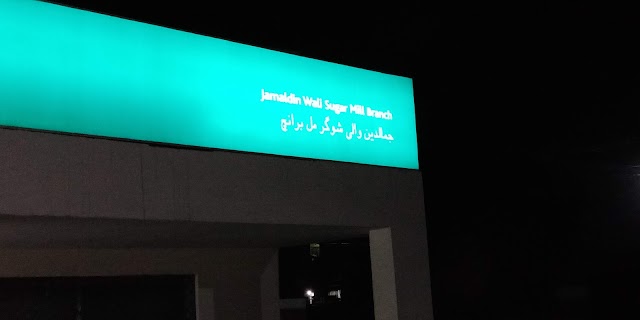 Jamaldin Wali Sugar Mill Branch
جمالدین والی شوگر مل برانچ